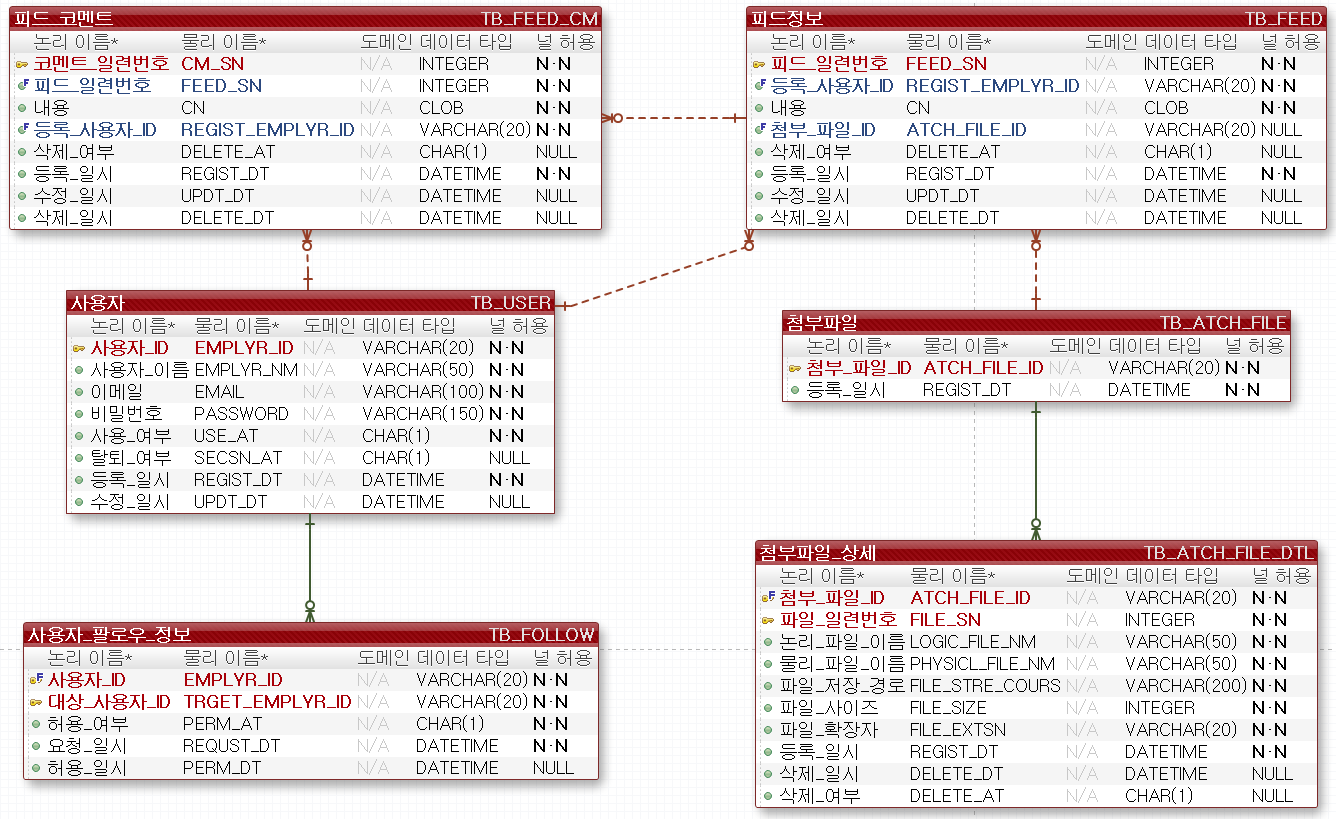 피드_코멘트 TB_FEED_CM
논리 이름* 물리 이름* 도메인 데이터 타입 널 허용
코멘트_일련번호 CM_SN N/A INTEGER N·N
피드_일련번호 FEED_SN N/A INTEGER N·N
내용 CN N/A CLOB N·N
등록_사용자_ID REGIST_EMPLYR_ID N/A VARCHAR(20) N·N
삭제_여부 DELETE_AT N/A CHAR(1) NULL
등록_일시 REGIST_DT N/A DATETIME N·N
수정_일시 UPDT_DT N/A DATETIME NULL
삭제_일시 DELETE_DT N/A DATETIME NULL
피드정보 TB_FEED
논리 이름* 물리 이름* 도메인 데이터 타입 널 허용
피드_일련번호 FEED_SN N/A INTEGER N·N
등록_사용자_ID REGIST_EMPLYR_ID N/A VARCHAR(20) N·N
내용 CN N/A CLOB N·N
첨부_파일_ID ATCH_FILE_ID N/A VARCHAR(20) NULL
삭제_여부 DELETE_AT N/A CHAR(1) NULL
등록_일시 REGIST_DT N/A DATETIME N·N
수정_일시 UPDT_DT N/A DATETIME NULL
삭제_일시 DELETE_DT N/A DATETIME NULL
사용자 TB_USER
논리 이름* 물리 이름* 도메인 데이터 타입 널 허용
사용자_ID EMPLYR_ID N/A VARCHAR(20) N·N
사용자_이름 EMPLYR_NM N/A VARCHAR(50) N·N
이메일 EMAIL N/A VARCHAR(100) N·N
비밀번호 PASSWORD N/A VARCHAR(150) N·N
사용_여부 USE_AT N/A CHAR(1) N·N
탈퇴_여부 SECSN_AT N/A CHAR(1) NULL
등록_일시 REGIST_DT N/A DATETIME N·N
수정_일시 UPDT_DT N/A DATETIME NULL
첨부파일 TB_ATCH_FILE
논리 이름* 물리 이름* 도메인 데이터 타입 널 허용
첨부_파일_ID ATCH_FILE_ID N/A VARCHAR(20) N·N
등록_일시 REGIST_DT N/A DATETIME N·N
사용자_팔로우_정보 TB_FOLLOW
논리 이름* 물리 이름* 도메인 데이터 타입 널 허용
사용자_ID EMPLYR_ID N/A VARCHAR(20) N·N
대상_사용자_ID TRGET_EMPLYR_ID N/A VARCHAR(20) N·N
허용_여부 PERM_AT N/A CHAR(1) N·N
요청_일시 REQUST_DT N/A DATETIME N·N
허용_일시 PERM_DT N/A DATETIME NULL
첨부파일_상세 TB_ATCH_FILE_DTL
논리 이름* 물리 이름* 도메인 데이터 타입 널 허용
첨부_파일_ID ATCH_FILE_ID N/A VARCHAR(20) N·N
파일_일련번호 FILE_SN N/A INTEGER N·N
논리_파일_이름 LOGIC_FILE_NM N/A VARCHAR(50) N·N
물리_파일_이름 PHYSICL_FILE_NM N/A VARCHAR(50) N·N
파일_저장_경로 FILE_STRE_COURS N/A VARCHAR(200) N·N
파일_사이즈 FILE_SIZE N/A INTEGER N·N
파일_확장자 FILE_EXTSN N/A VARCHAR(20) N·N
등록_일시 REGIST_DT N/A DATETIME N·N
삭제_일시 DELETE_DT N/A DATETIME NULL
삭제_여부 DELETE_AT N/A CHAR(1) NULL